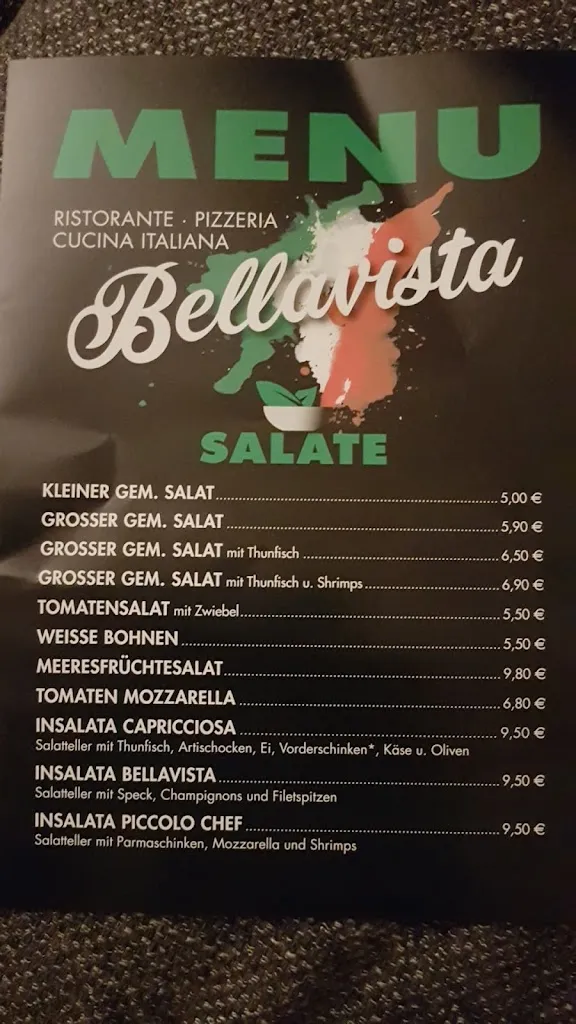 MENU
RISTORANTE · PIZZERIA
CUCINA ITALIANA
Bellavista
SALATE
KLEINER GEM. SALAT 5,00 €
GROSSER GEM. SALAT 5,90 €
GROSSER GEM. SALAT mit Thunfisch 6,50 €
GROSSER GEM. SALAT mit Thunfisch u. Shrimps 6,90 €
TOMATENSALAT mit Zwiebel 5,50 €
WEISSE BOHNEN 5,50 €
MEERESFRÜCHTESALAT 9,80 €
TOMATEN MOZZARELLA 6,80 €
INSALATA CAPRICCIOSA 9,50 €
Salatteller mit Thunfisch, Artischocken, Ei, Vorderschinken*, Käse u. Oliven
INSALATA BELLAVISTA 9,50 €
Salatteller mit Speck, Champignons und Filetspitzen
INSALATA PICCOLO CHEF 9,50 €
Salatteller mit Parmaschinken, Mozzarella und Shrimps